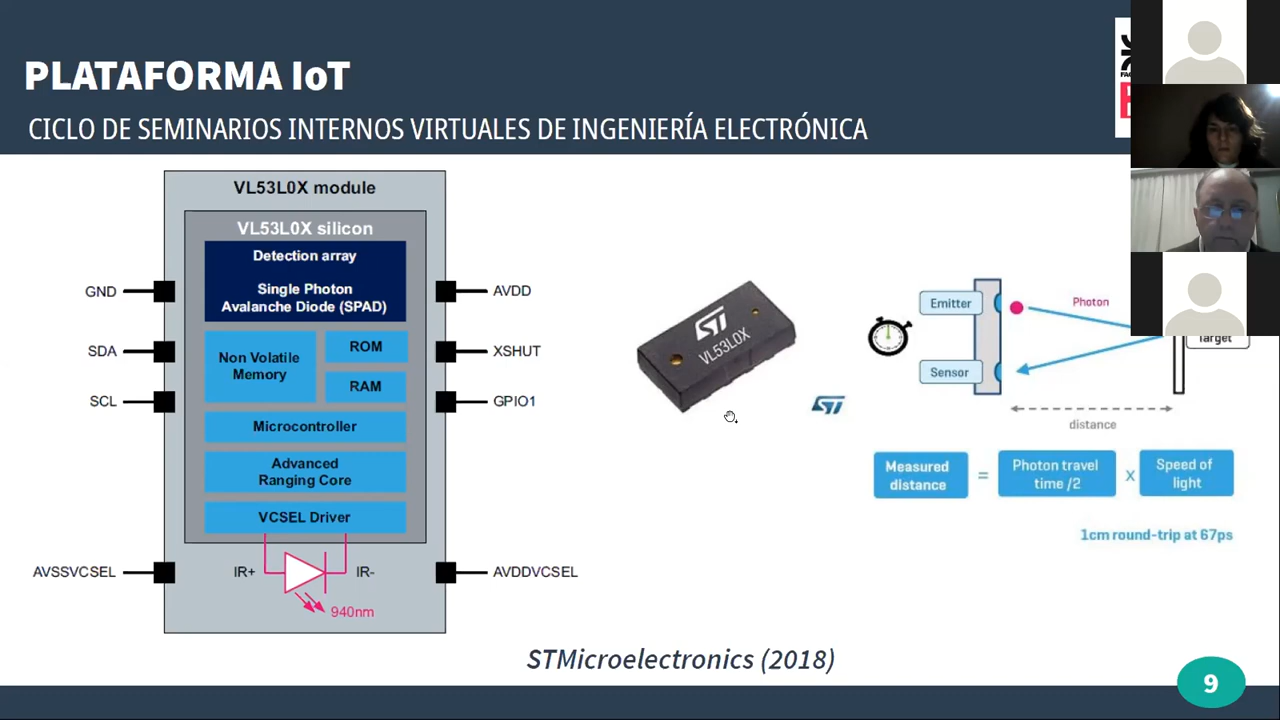 PLATAFORMA IoT
CICLO DE SEMINARIOS INTERNOS VIRTUALES DE INGENIERÍA ELECTRÓNICA
VL53L0X module
VL53L0X silicon
Detection array
Single Photon
Avalanche Diode (SPAD)
Non Volatile
Memory
ROM
RAM
Microcontroller
Advanced
Ranging Core
VCSEL Driver
GND
SDA
SCL
AVSSVCSEL
AVDD
XSHUT
GPIO1
AVDDVCSEL
IR+
IR-
940nm
ST
VL53L0X
ST
Emitter
Photon
Sensor
Target
distance
Measured
distance
=
Photon travel
time /2
X
Speed of
light
1cm round-trip at 67ps
STMicroelectronics (2018)
9